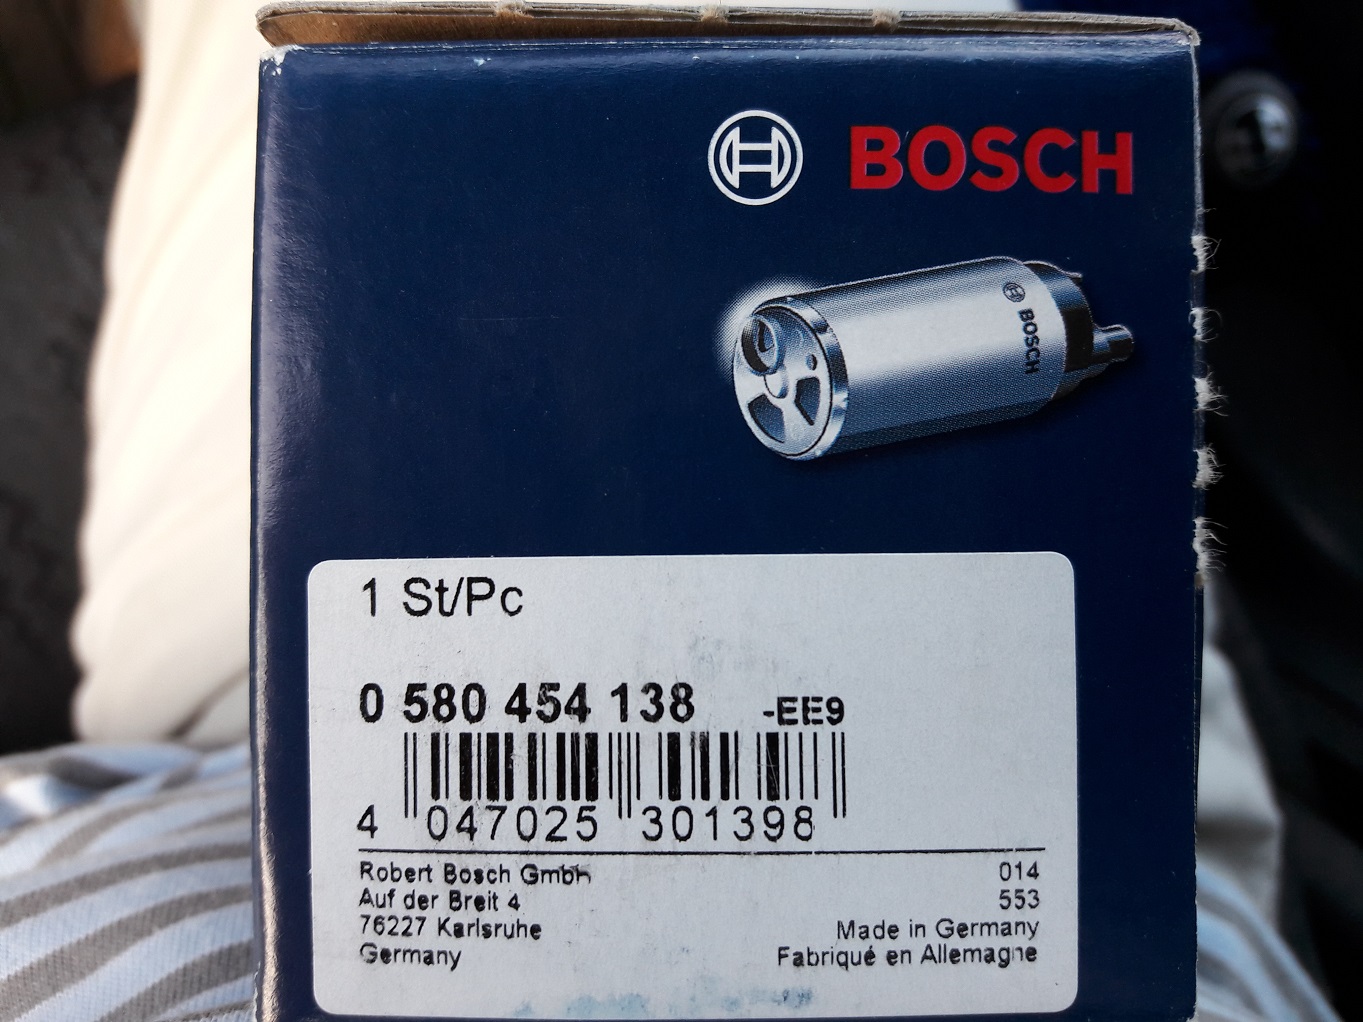 BOSCH
BOSCH
1 St/Pc
0 580 454 138 -EE9
4 047025 301398
Robert Bosch GmbH 014
Auf der Breit 4 553
76227 Karlsruhe Made in Germany
Germany Fabriqué en Allemagne